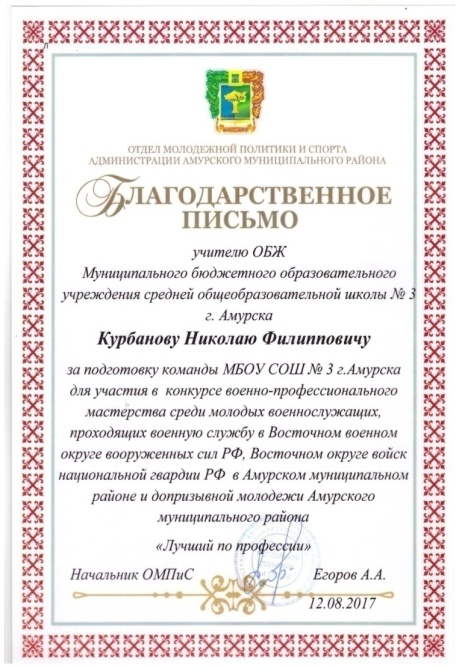 ОТДЕЛ МОЛОДЕЖНОЙ ПОЛИТИКИ И СПОРТА
АДМИНИСТРАЦИИ АМУРСКОГО МУНИЦИПАЛЬНОГО РАЙОНА
БЛАГОДАРСТВЕННОЕ
ПИСЬМО
учителю ОБЖ
Муниципального бюджетного образовательного
учреждения средней общеобразовательной школы № 3
г. Амурска
Курбанову Николаю Филипповичу
за подготовку команды МБОУ СОШ № 3 г.Амурска
для участия в конкурсе военно-профессионального
мастерства среди молодых военнослужащих,
проходящих военную службу в Восточном военном
округе вооруженных сил РФ, Восточном округе войск
национальной гвардии РФ в Амурском муниципальном
районе и допризывной молодежи Амурского
муниципального района
«Лучший по профессии»
Начальник ОМПиС Егоров А.А.
12.08.2017